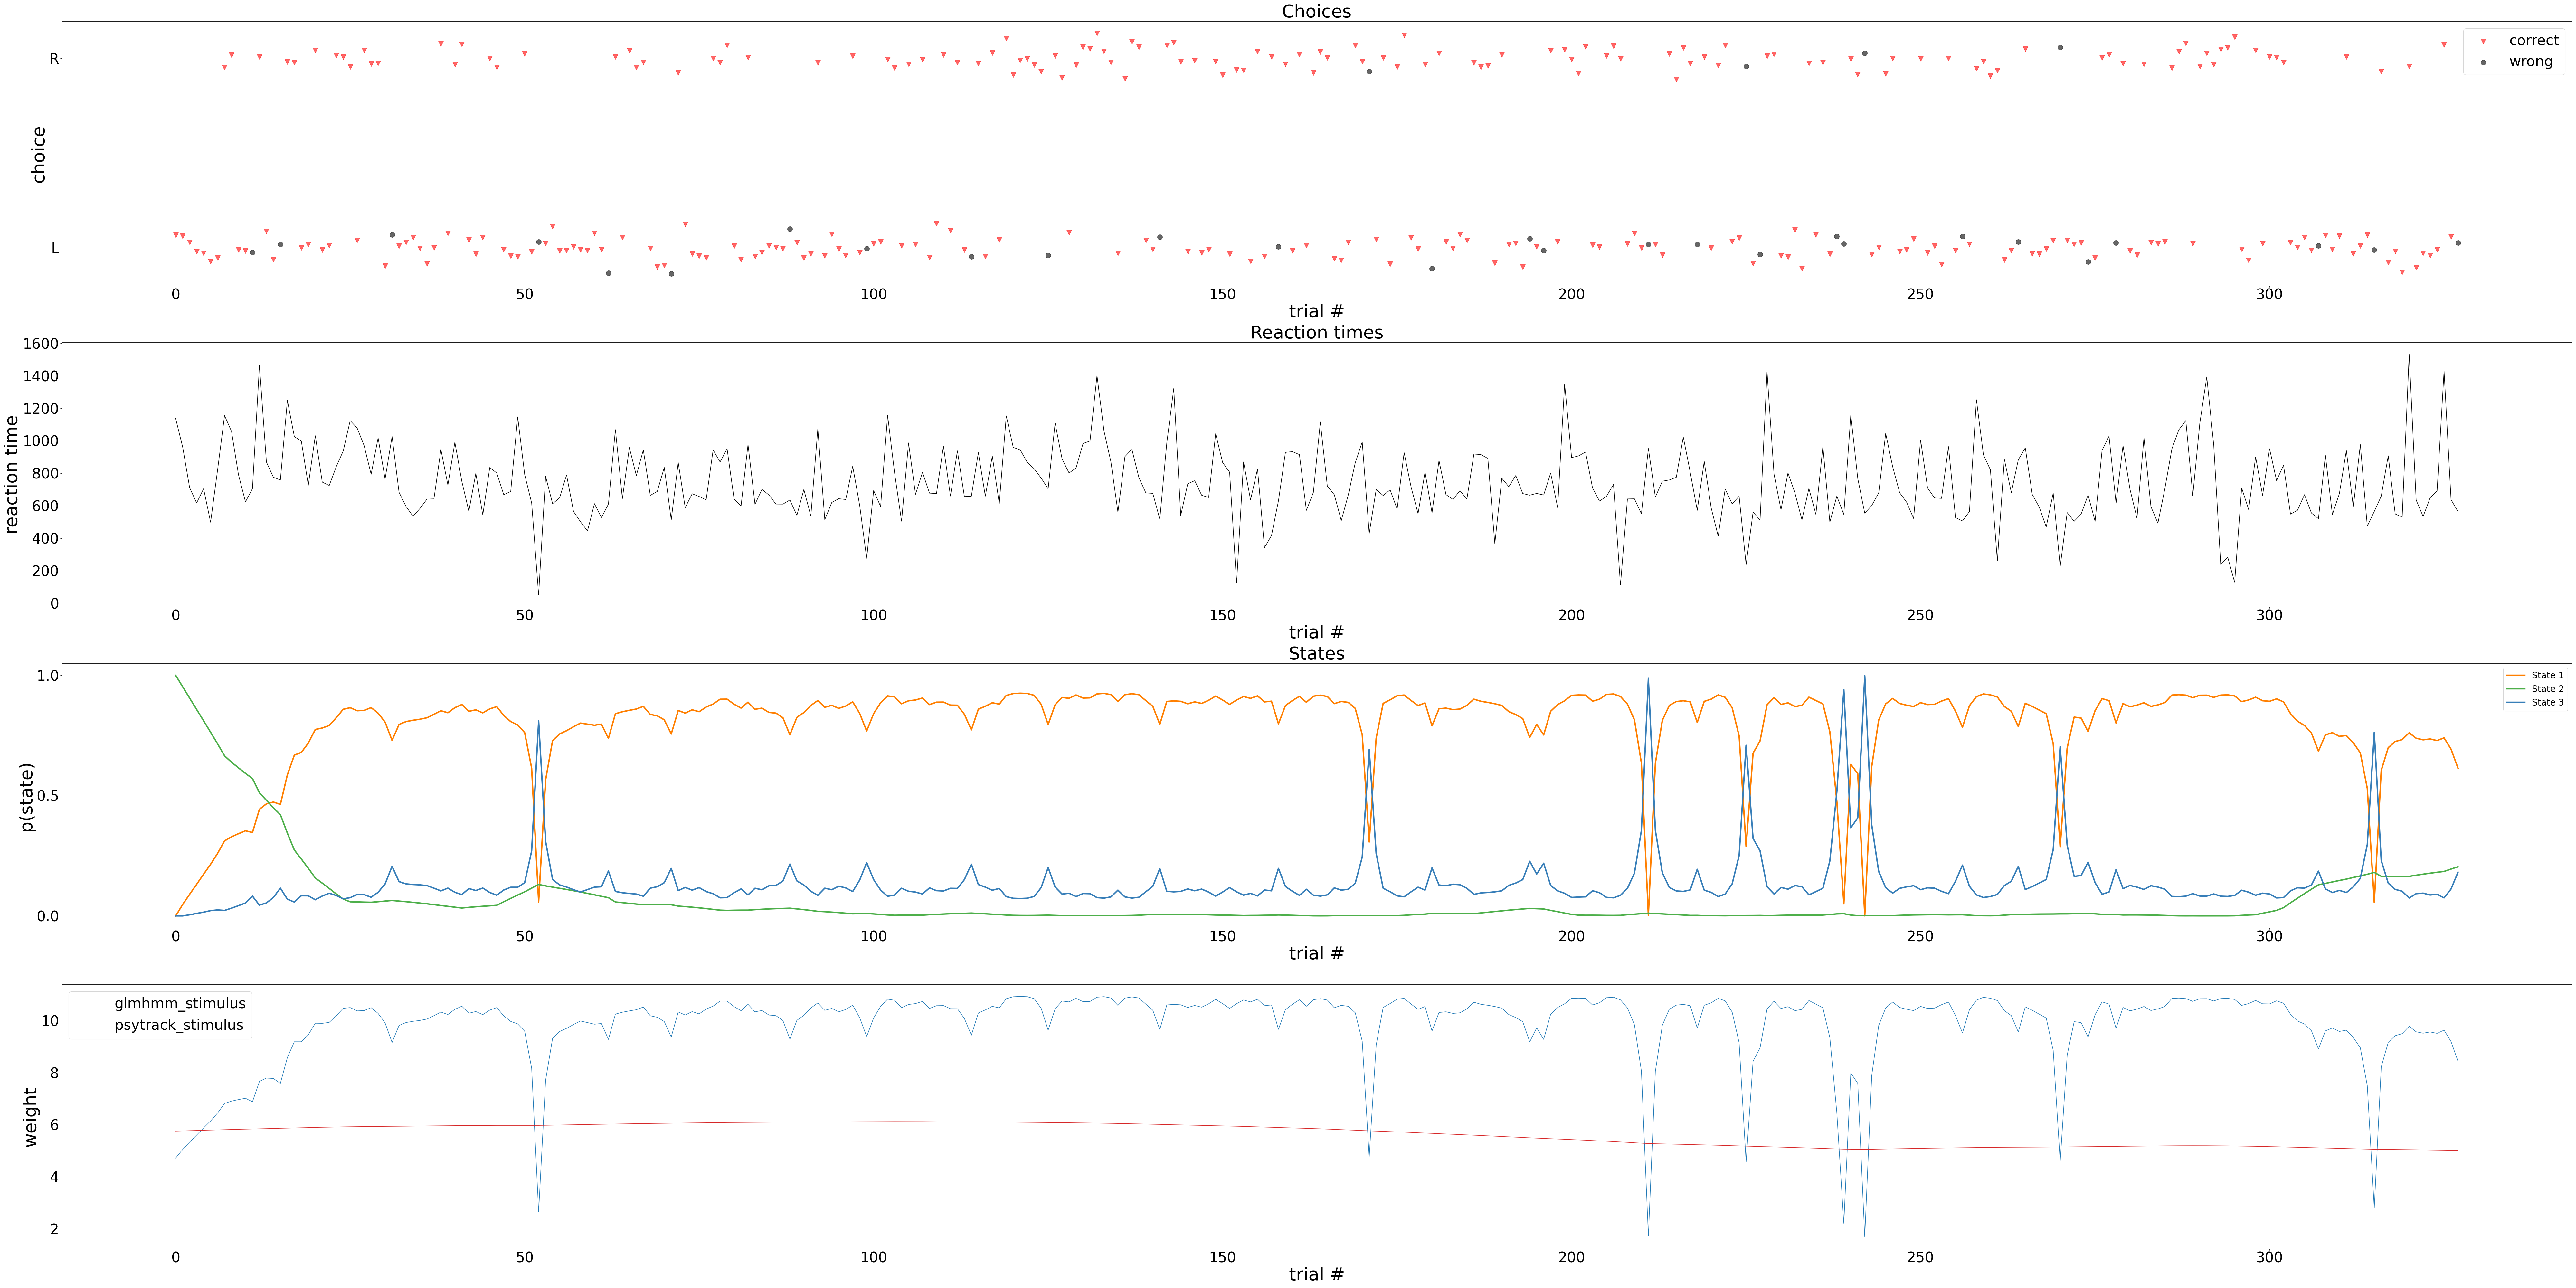 Choices
R
L
choice
correct
wrong
0 50 100 150 200 250 300
trial #
Reaction times
1600
1400
1200
1000
800
600
400
200
0
reaction time
0 50 100 150 200 250 300
trial #
States
1.0
0.5
0.0
p(state)
State 1
State 2
State 3
0 50 100 150 200 250 300
trial #
glmhmm_stimulus
psytrack_stimulus
10
8
6
4
2
weight
0 50 100 150 200 250 300
trial #